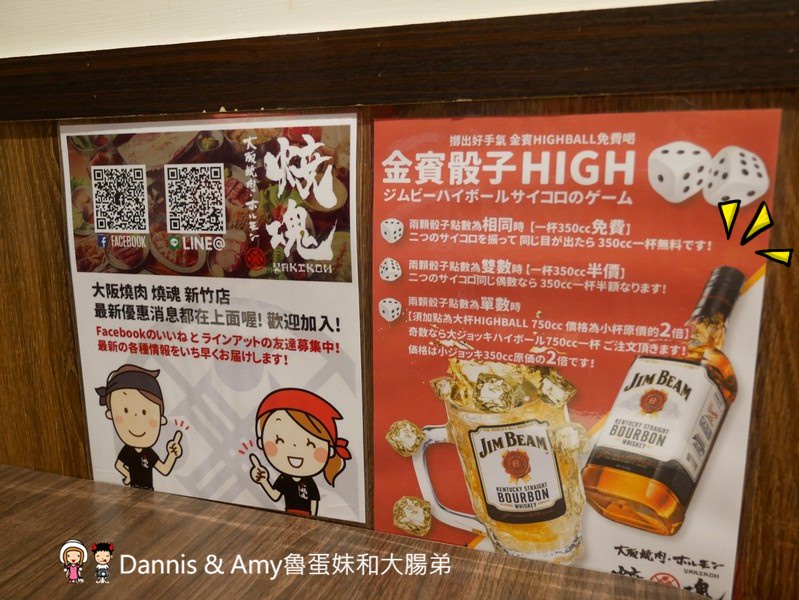 大阪焼肉・ホルモン
焼魂
YAKIKON
FACEBOOK
LINE@
大阪燒肉 燒魂 新竹店
最新優惠消息都在上面喔! 歡迎加入!
Facebookのいいね と ラインアットの友達募集中!
最新の各種情報をいち早くお届けします!
擲出好手氣 金賓HIGHBALL免費喝
金賓骰子HIGH
ジムビーハイボールサイコロのゲーム
兩顆骰子點數為相同時【一杯350cc免費】
二つのサイコロを振って 同じ目が出たら 350cc一杯無料です!
兩顆骰子點數為雙數時【一杯350cc半價】
二つのサイコロ同じ偶数なら 350cc一杯半額なります!
兩顆骰子點數為單數時
【須加點為大杯HIGHBALL 750cc 價格為小杯原價的2倍】
奇数なら大ジョッキハイボール750cc一杯 ご注文頂きます!
価格は小ジョッキ350cc原価の2倍です!
JIM BEAM
KENTUCKY STRAIGHT
BOURBON
WHISKEY
JIM BEAM
KENTUCKY STRAIGHT
BOURBON
WHISKEY
大阪焼肉・ホルモン
YAKIKON
焼魂
Dannis & Amy魯蛋妹和大腸弟